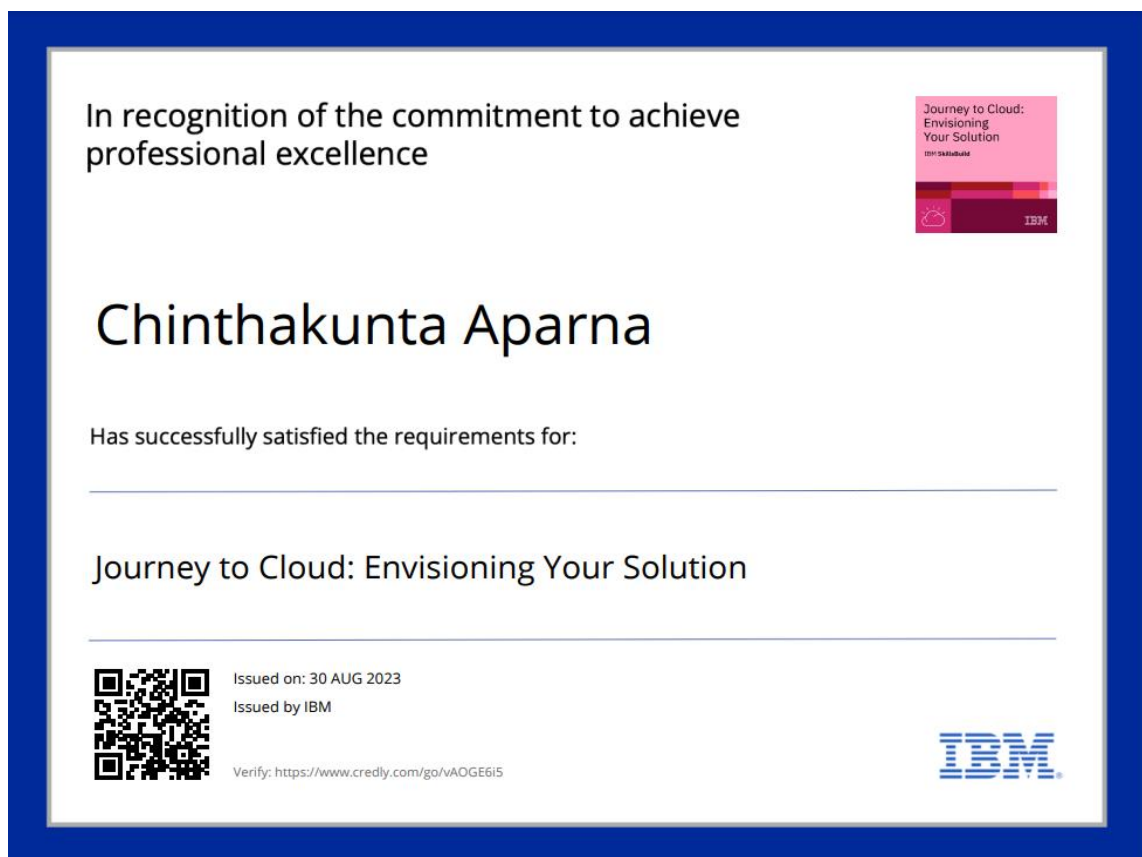 In recognition of the commitment to achieve
professional excellence
Journey to Cloud:
Envisioning
Your Solution
IBM SkillsBuild
IBM
Chinthakunta Aparna
Has successfully satisfied the requirements for:
Journey to Cloud: Envisioning Your Solution
Issued on: 30 AUG 2023
Issued by IBM
Verify: https://www.credly.com/go/vAOGE6i5
IBM